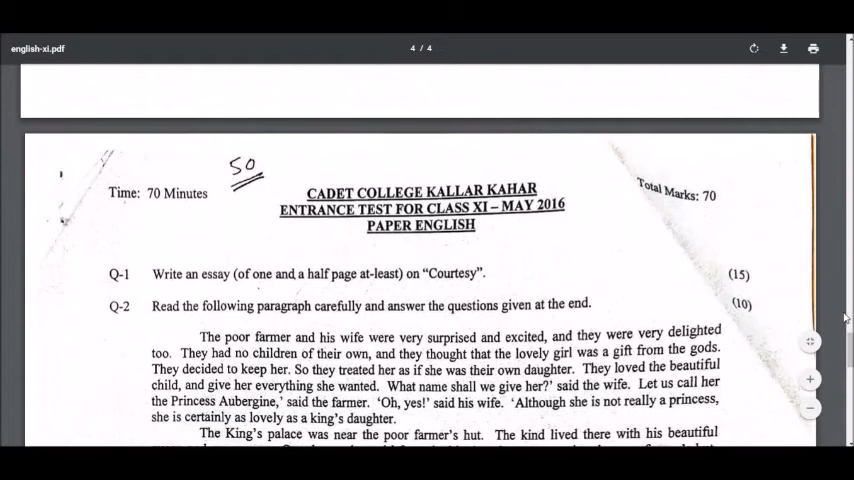 english-xi.pdf
4 / 4
50
Time: 70 Minutes
CADET COLLEGE KALLAR KAHAR
Total Marks: 70
ENTRANCE TEST FOR CLASS XI – MAY 2016
PAPER ENGLISH
Q-1 Write an essay (of one and a half page at-least) on “Courtesy”. (15)
Q-2 Read the following paragraph carefully and answer the questions given at the end. (10)
The poor farmer and his wife were very surprised and excited, and they were very delighted
too. They had no children of their own, and they thought that the lovely girl was a gift from the gods.
They decided to keep her. So they treated her as if she was their own daughter. They loved the beautiful
child, and give her everything she wanted. What name shall we give her?’ said the wife. Let us call her
the Princess Aubergine,’ said the farmer. ‘Oh, yes!’ said his wife. ‘Although she is not really a princess,
she is certainly as lovely as a king’s daughter.
The King’s palace was near the poor farmer’s hut. The kind lived there with his beautiful